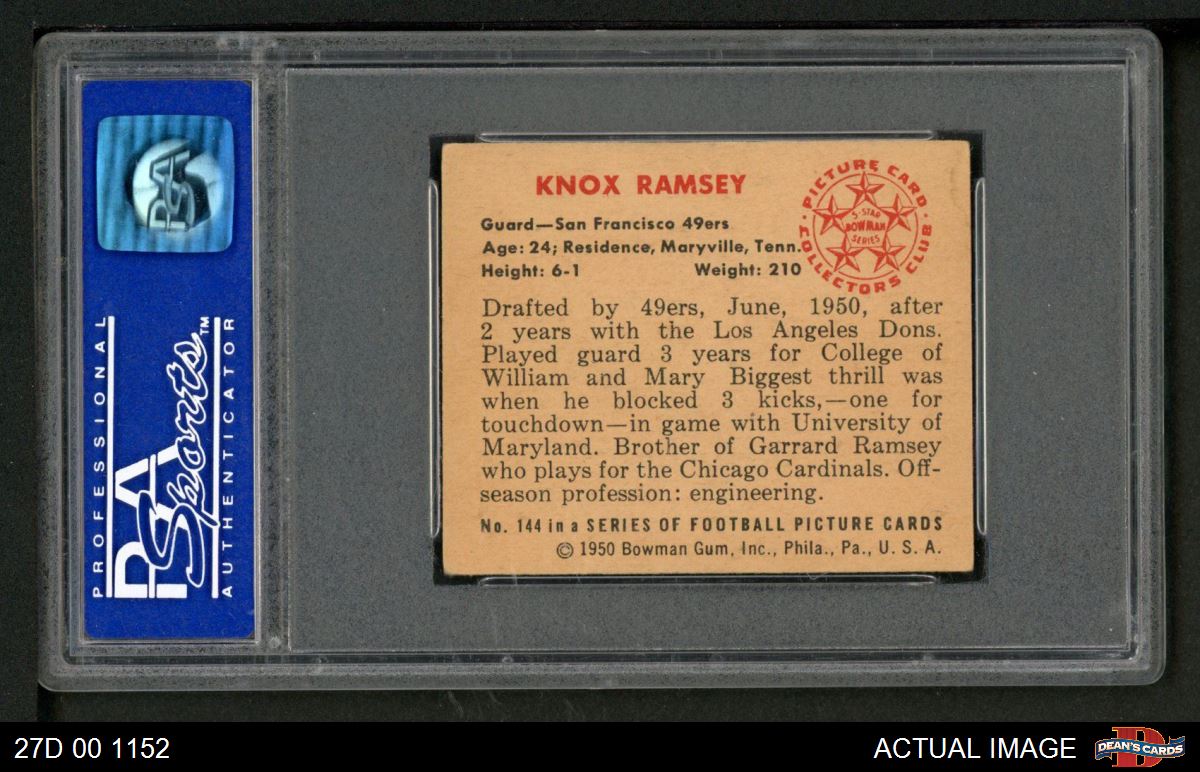 PSA
PROFESSIONAL
PSA Sports™
AUTHENTICATOR
KNOX RAMSEY
PICTURE CARD
COLLECTORS CLUB
5-STAR
BOWMAN
SERIES
Guard—San Francisco 49ers
Age: 24; Residence, Maryville, Tenn.
Height: 6-1 Weight: 210
Drafted by 49ers, June, 1950, after
2 years with the Los Angeles Dons.
Played guard 3 years for College of
William and Mary Biggest thrill was
when he blocked 3 kicks,—one for
touchdown—in game with University of
Maryland. Brother of Garrard Ramsey
who plays for the Chicago Cardinals. Off-
season profession: engineering.
No. 144 in a SERIES OF FOOTBALL PICTURE CARDS
© 1950 Bowman Gum, Inc., Phila., Pa., U. S. A.
27D 00 1152
ACTUAL IMAGE
D
DEAN'S CARDS